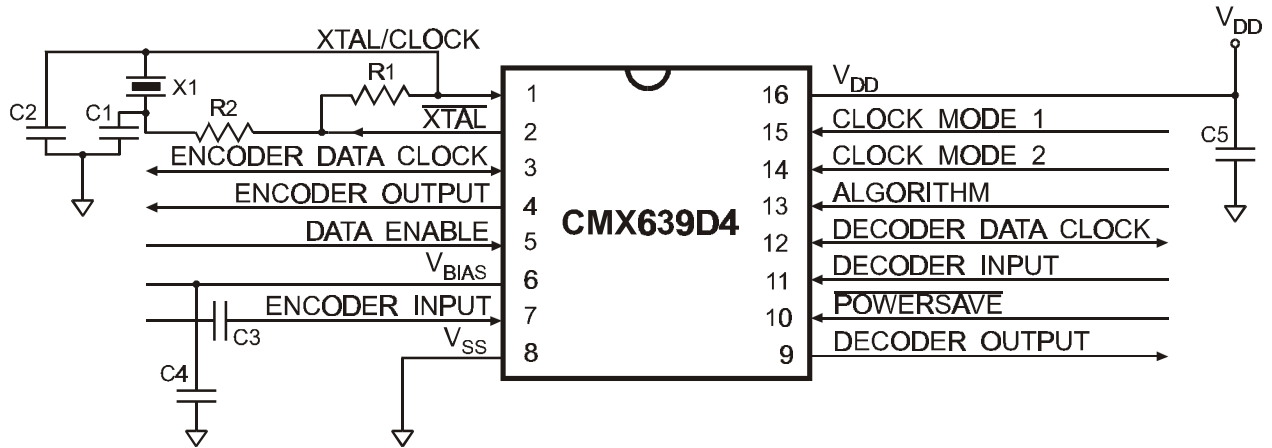 V_DD
XTAL/CLOCK
X1
R1
C2
C1
R2
XTAL
ENCODER DATA CLOCK
ENCODER OUTPUT
DATA ENABLE
V_BIAS
ENCODER INPUT
C3
V_SS
C4
1
2
3
4
5
6
7
8
CMX639D4
16
15
14
13
12
11
10
9
V_DD
CLOCK MODE 1
CLOCK MODE 2
ALGORITHM
DECODER DATA CLOCK
DECODER INPUT
POWERSAVE
DECODER OUTPUT
C5